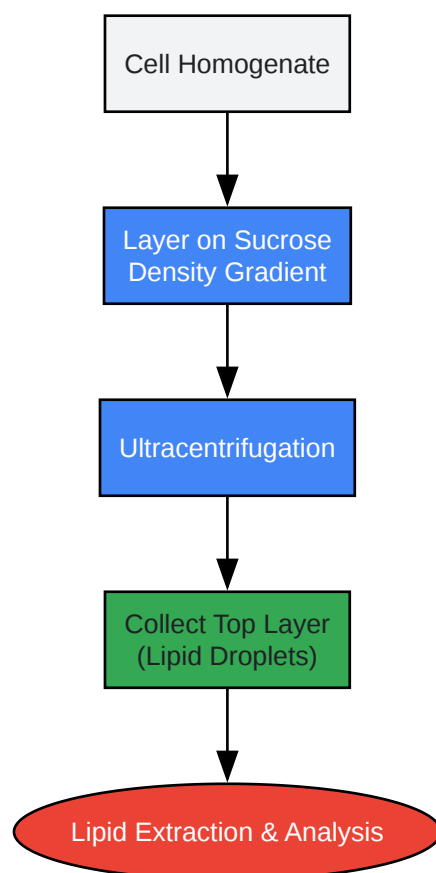 Cell Homogenate
Layer on Sucrose
Density Gradient
Ultracentrifugation
Collect Top Layer
(Lipid Droplets)
Lipid Extraction & Analysis